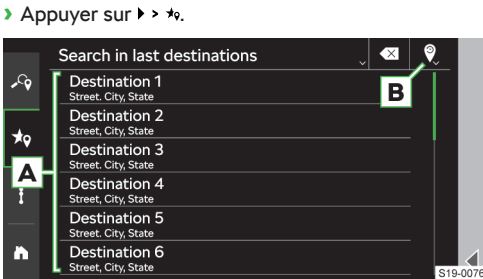 Appuyer sur > .
Search in last destinations
Destination 1
Street. City, State
Destination 2
Street, City, State
Destination 3
Street. City, State
Destination 4
Street, City, State
Destination 5
Street. City, State
Destination 6
Street, City, State
A
B
S19-0076